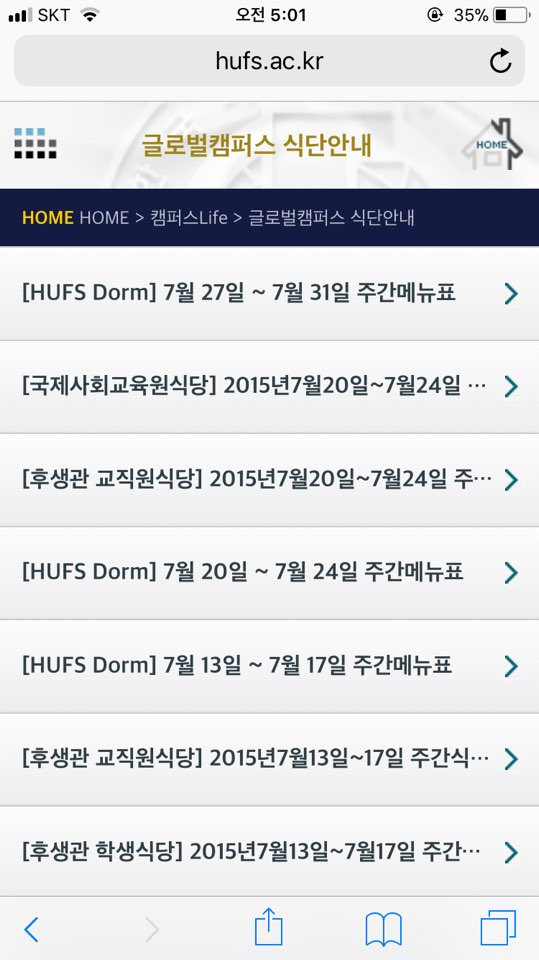 SKT 오전 5:01 35%
hufs.ac.kr
글로벌캠퍼스 식단안내
HOME
HOME HOME > 캠퍼스Life > 글로벌캠퍼스 식단안내
[HUFS Dorm] 7월 27일 ~ 7월 31일 주간메뉴표
[국제사회교육원식당] 2015년7월20일~7월24일 …
[후생관 교직원식당] 2015년7월20일~7월24일 주…
[HUFS Dorm] 7월 20일 ~ 7월 24일 주간메뉴표
[HUFS Dorm] 7월 13일 ~ 7월 17일 주간메뉴표
[후생관 교직원식당] 2015년7월13일~17일 주간식…
[후생관 학생식당] 2015년7월13일~7월17일 주간…